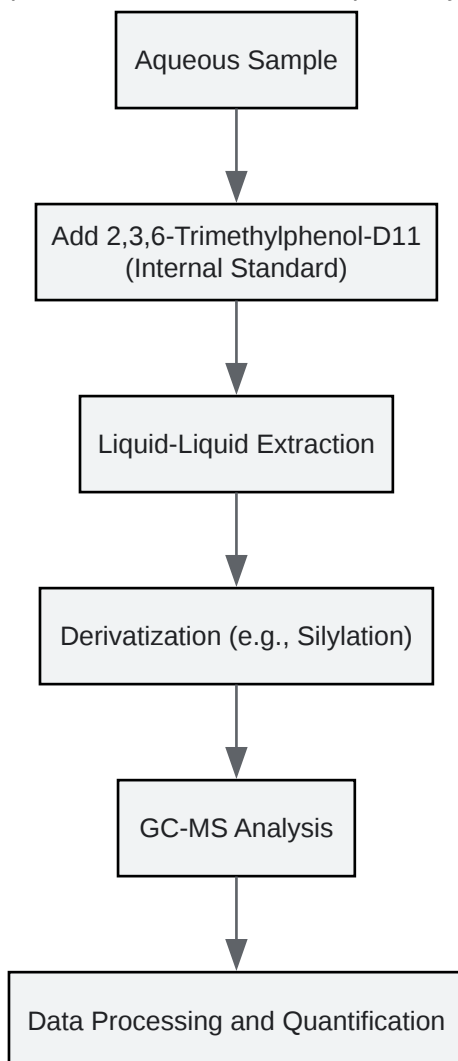 Aqueous Sample
Add 2,3,6-Trimethylphenol-D11
(Internal Standard)
Liquid-Liquid Extraction
Derivatization (e.g., Silylation)
GC-MS Analysis
Data Processing and Quantification